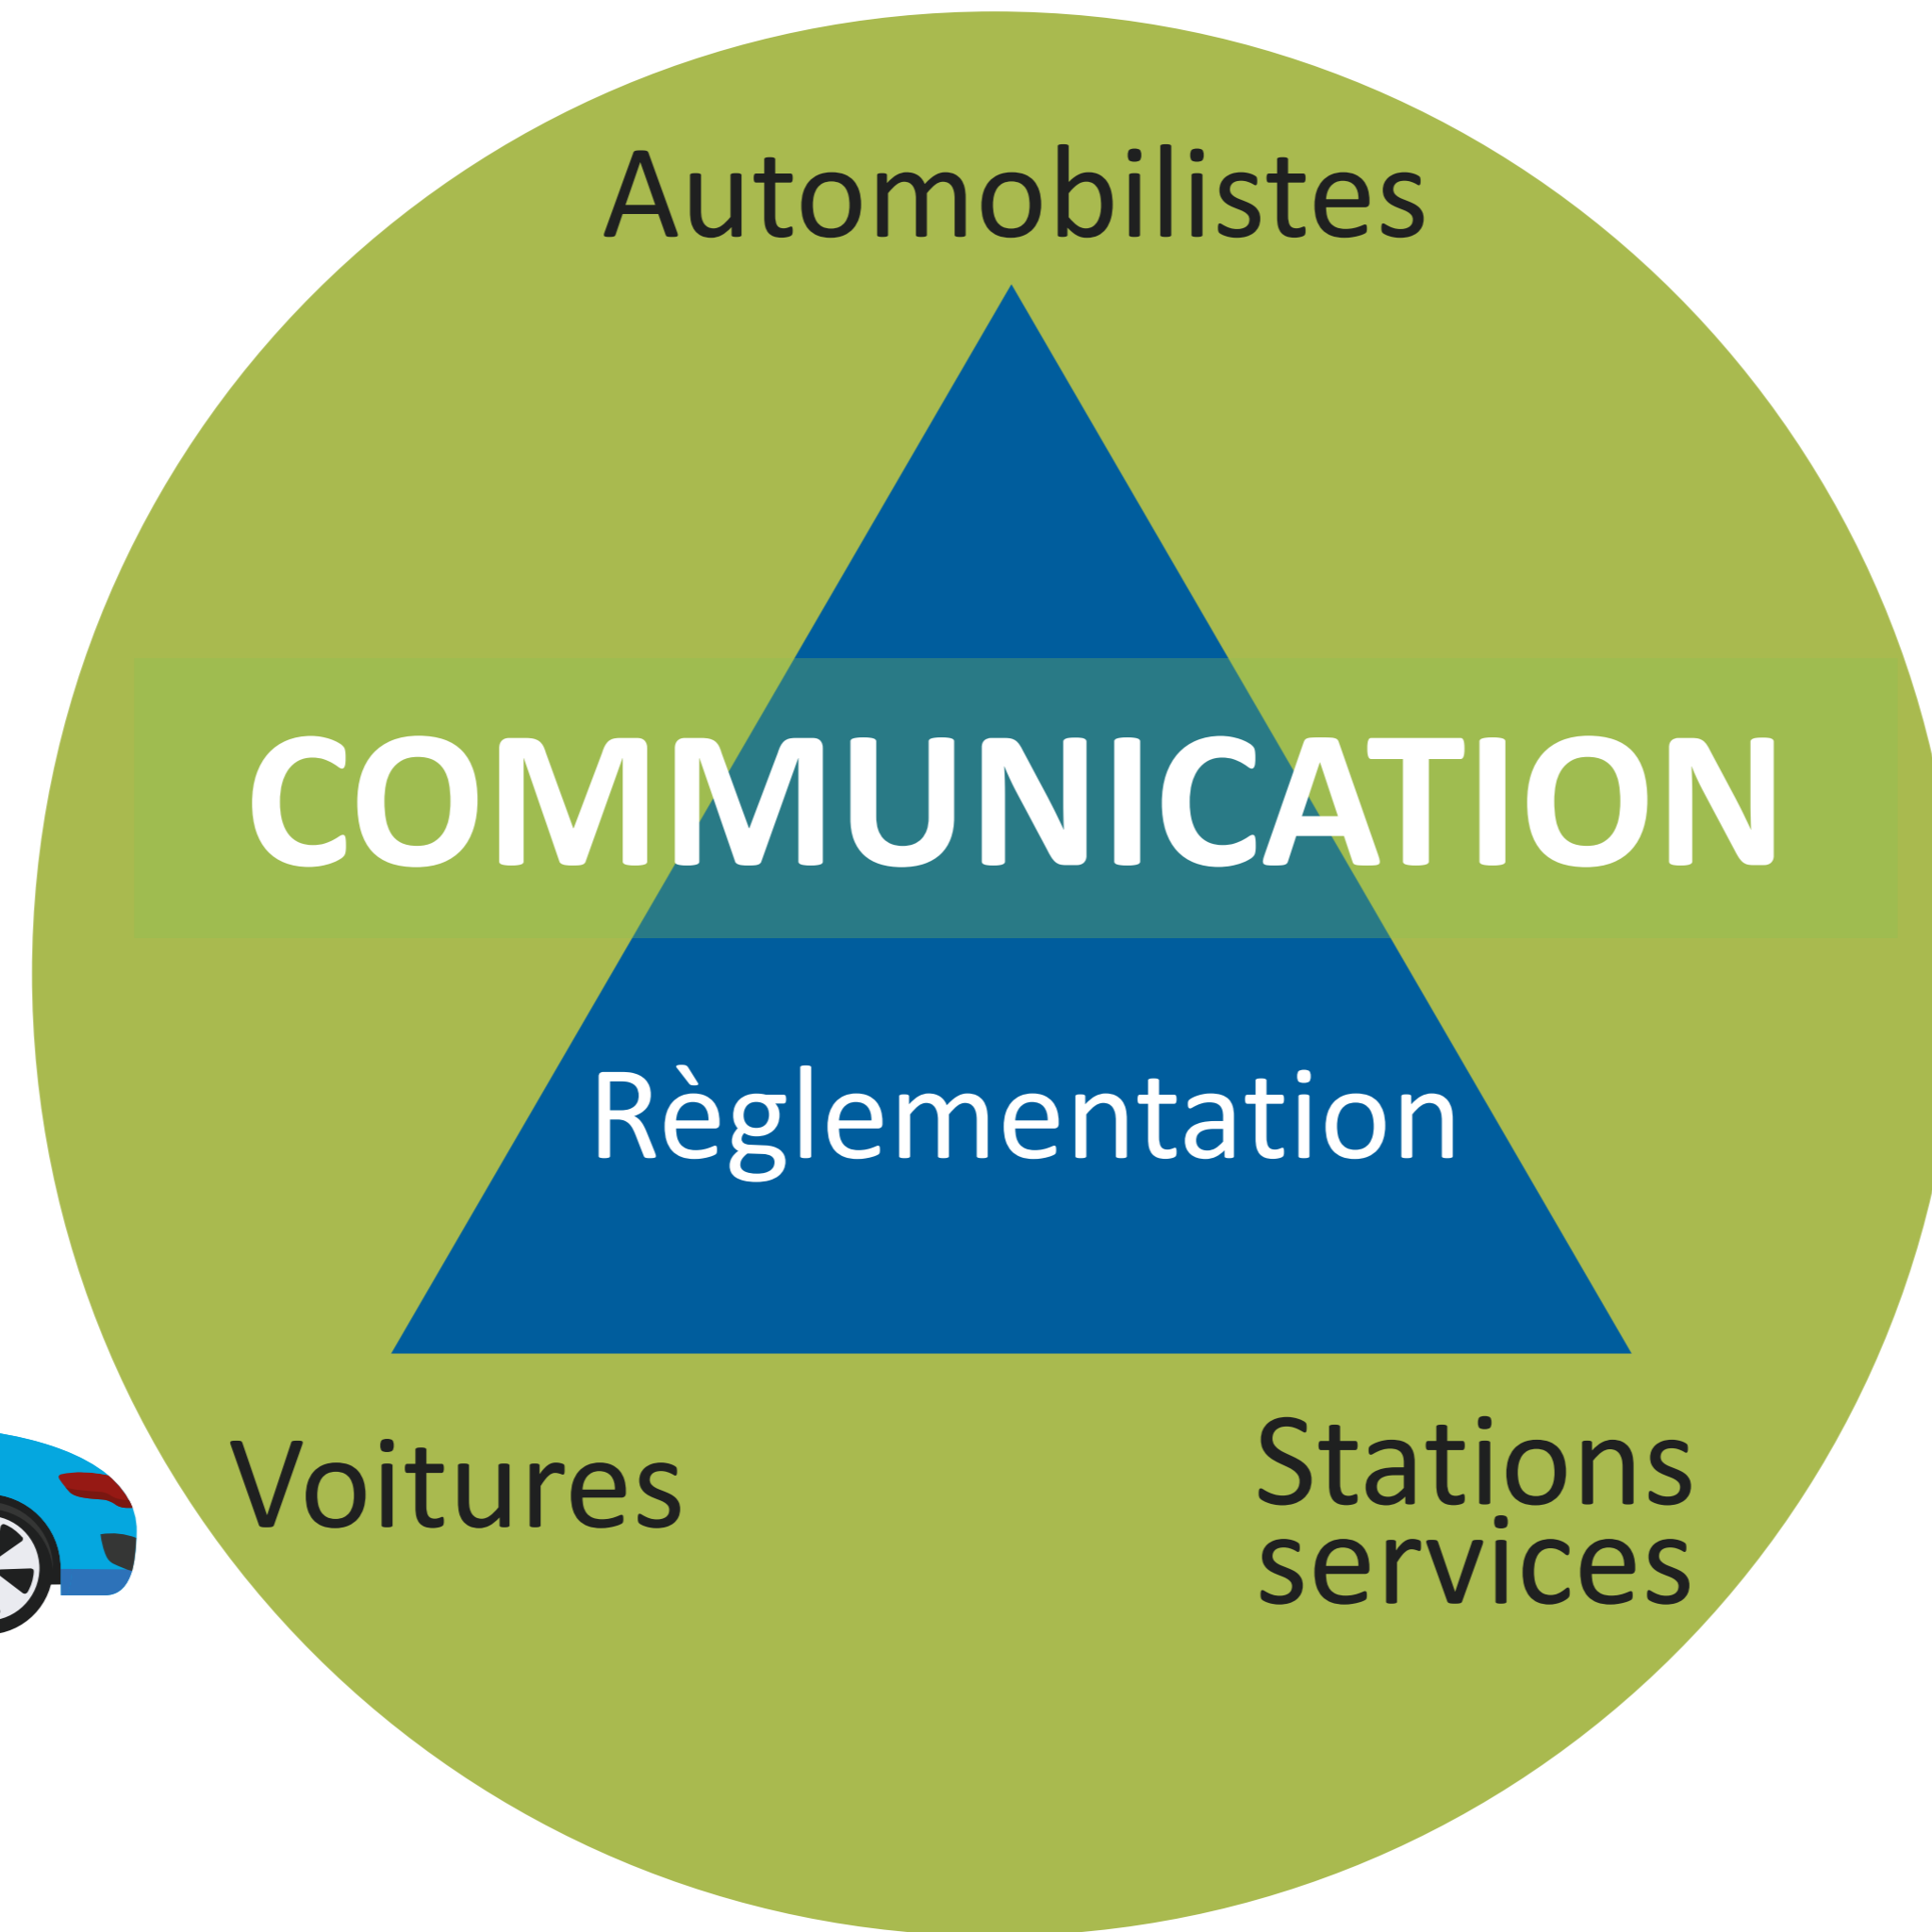 Automobilistes
COMMUNICATION
Règlementation
Voitures
Stations
services